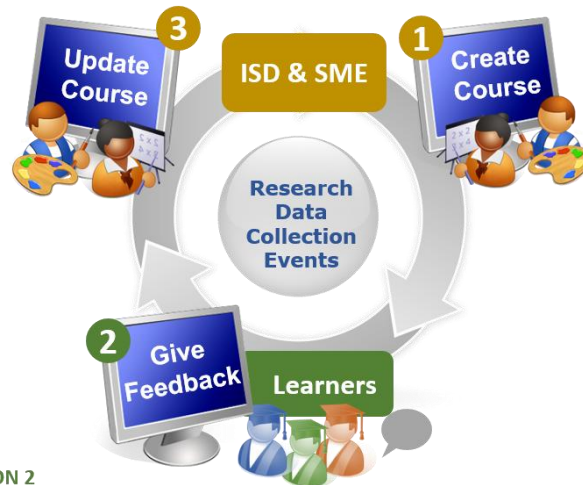 3
Update
Course
ISD & SME
1
Create
Course
Research
Data
Collection
Events
2
Give
Feedback
Learners
ON 2